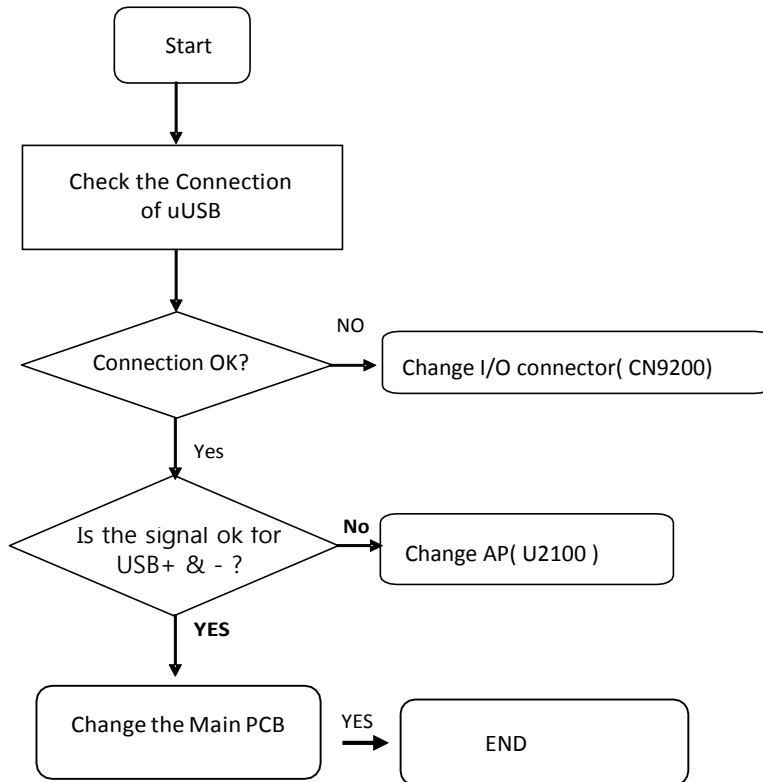 Start
Check the Connection
of uUSB
NO
Connection OK?
Change I/O connector( CN9200)
Yes
Is the signal ok for
USB+ & - ?
No
Change AP( U2100 )
YES
Change the Main PCB
YES
END